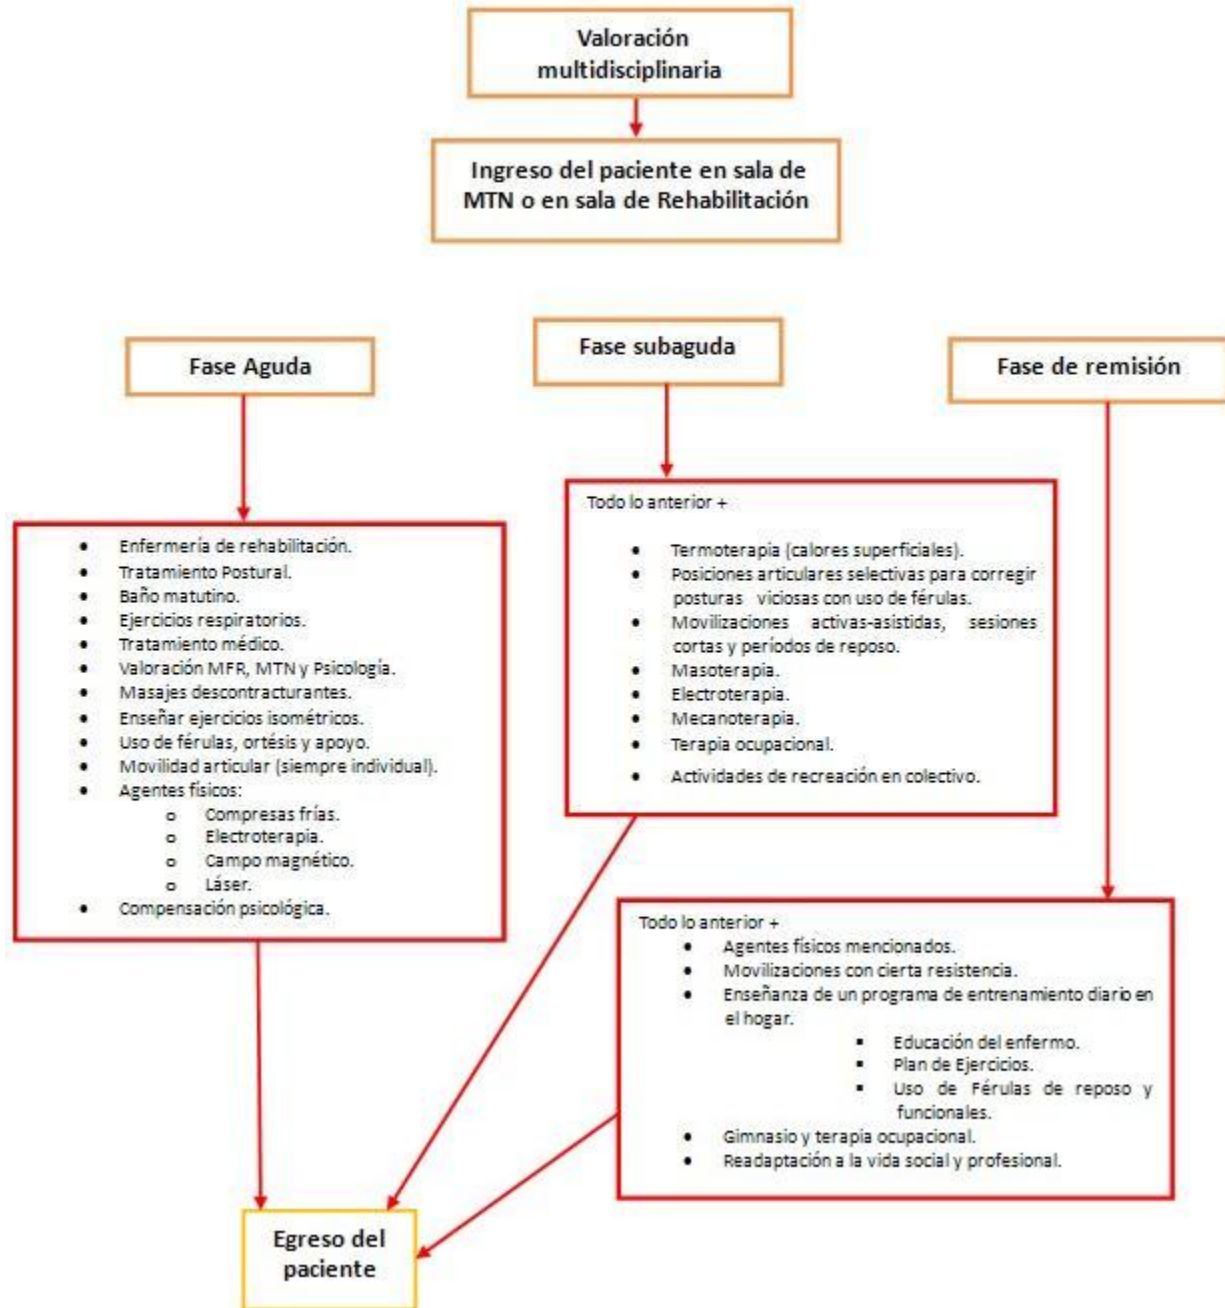 Valoración
multidisciplinaria
Ingreso del paciente en sala de
MTN o en sala de Rehabilitación
Fase Aguda
Fase subaguda
Fase de remisión
• Enfermería de rehabilitación.
• Tratamiento Postural.
• Baño matutino.
• Ejercicios respiratorios.
• Tratamiento médico.
• Valoración MFR, MTN y Psicología.
• Masajes descontracturantes.
• Enseñar ejercicios isométricos.
• Uso de férulas, ortésis y apoyo.
• Movilidad articular (siempre individual).
• Agentes físicos:
o Compresas frías.
o Electroterapia.
o Campo magnético.
o Láser.
• Compensación psicológica.
Todo lo anterior +
• Termoterapia (calores superficiales).
• Posiciones articulares selectivas para corregir
posturas viciosas con uso de férulas.
• Movilizaciones activas-asistidas, sesiones
cortas y períodos de reposo.
• Masoterapia.
• Electroterapia.
• Mecanoterapia.
• Terapia ocupacional.
• Actividades de recreación en colectivo.
Todo lo anterior +
• Agentes físicos mencionados.
• Movilizaciones con cierta resistencia.
• Enseñanza de un programa de entrenamiento diario en
el hogar.
▪ Educación del enfermo.
▪ Plan de Ejercicios.
▪ Uso de Férulas de reposo y
funcionales.
• Gimnasio y terapia ocupacional.
• Readaptación a la vida social y profesional.
Egreso del
paciente